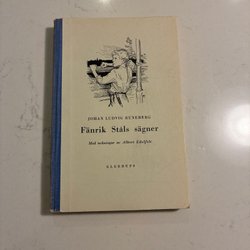 JOHAN LUDVIG RUNEBERG
Fänrik Ståls sägner
Med teckningar av Albert Edelfelt
GLEERUPS